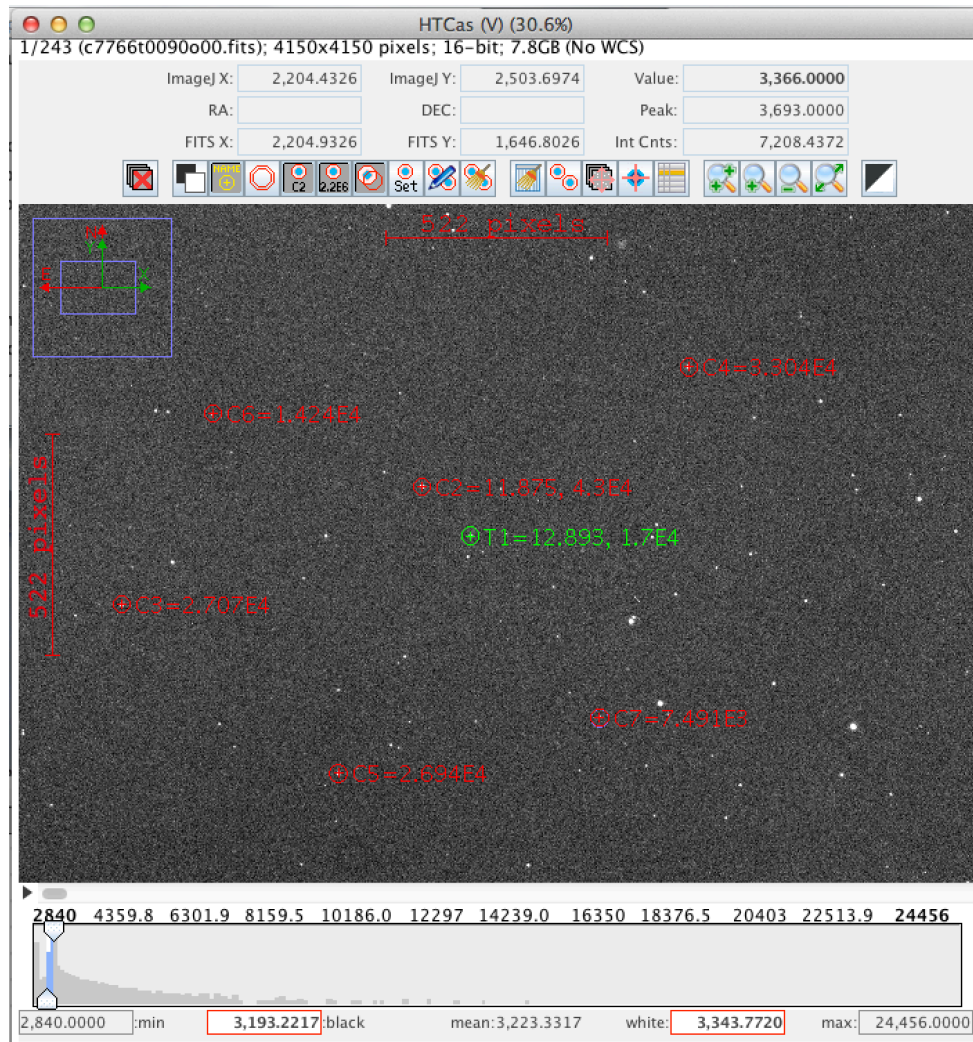 HTCas (V) (30.6%)
1/243 (c7766t0090o00.fits); 4150x4150 pixels; 16-bit; 7.8GB (No WCS)
ImageJ X: 2,204.4326 ImageJ Y: 2,503.6974 Value: 3,366.0000
RA: DEC: Peak: 3,693.0000
FITS X: 2,204.9326 FITS Y: 1,646.8026 Int Cnts: 7,208.4372
NAME C2 2.2E6 Set
522 pixels
N
Y
E X
C4=3.304E4
C6=1.424E4
C2=11.875, 4.3E4
522 pixels
T1=12.893, 1.7E4
C3=2.707E4
C7=7.491E3
C5=2.694E4
2840 4359.8 6301.9 8159.5 10186.0 12297 14239.0 16350 18376.5 20403 22513.9 24456
2,840.0000 :min 3,193.2217 :black mean:3,223.3317 white: 3,343.7720 max: 24,456.0000